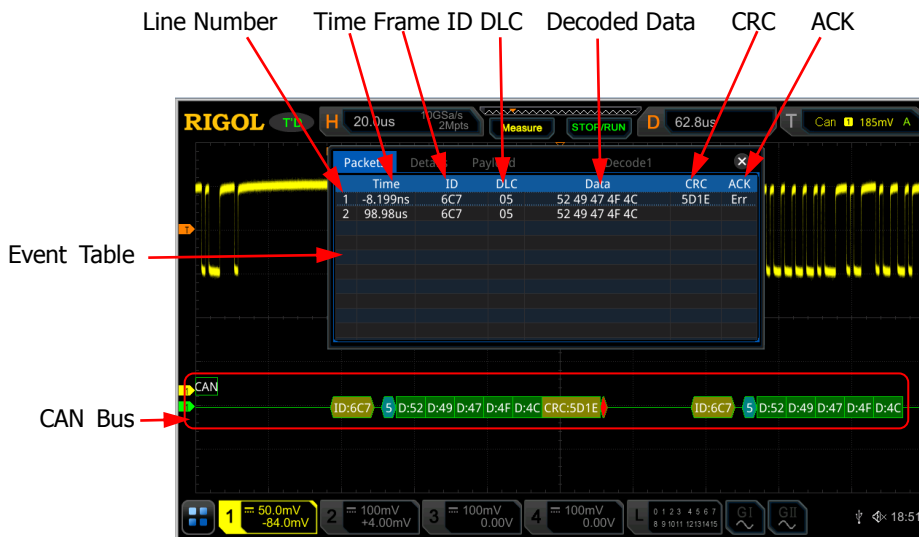 Line Number Time Frame ID DLC Decoded Data CRC ACK
RIGOL T'D H 20.0us 10GSa/s 2Mpts Measure STOP/RUN D 62.8us T Can 1 185mV A
Packets Details Payload Decode1
Time ID DLC Data CRC ACK
1 -8.199ns 6C7 05 52 49 47 4F 4C 5D1E Err
2 98.98us 6C7 05 52 49 47 4F 4C
Event Table
T
CAN
ID:6C7 5 D:52 D:49 D:47 D:4F D:4C CRC:5D1E ID:6C7 5 D:52 D:49 D:47 D:4F D:4C
CAN Bus
1 50.0mV -84.0mV 2 100mV +4.00mV 3 100mV 0.00V 4 100mV 0.00V L 0 1 2 3 4 5 6 7 8 9 10 11 12 13 14 15 GI GII 18:51